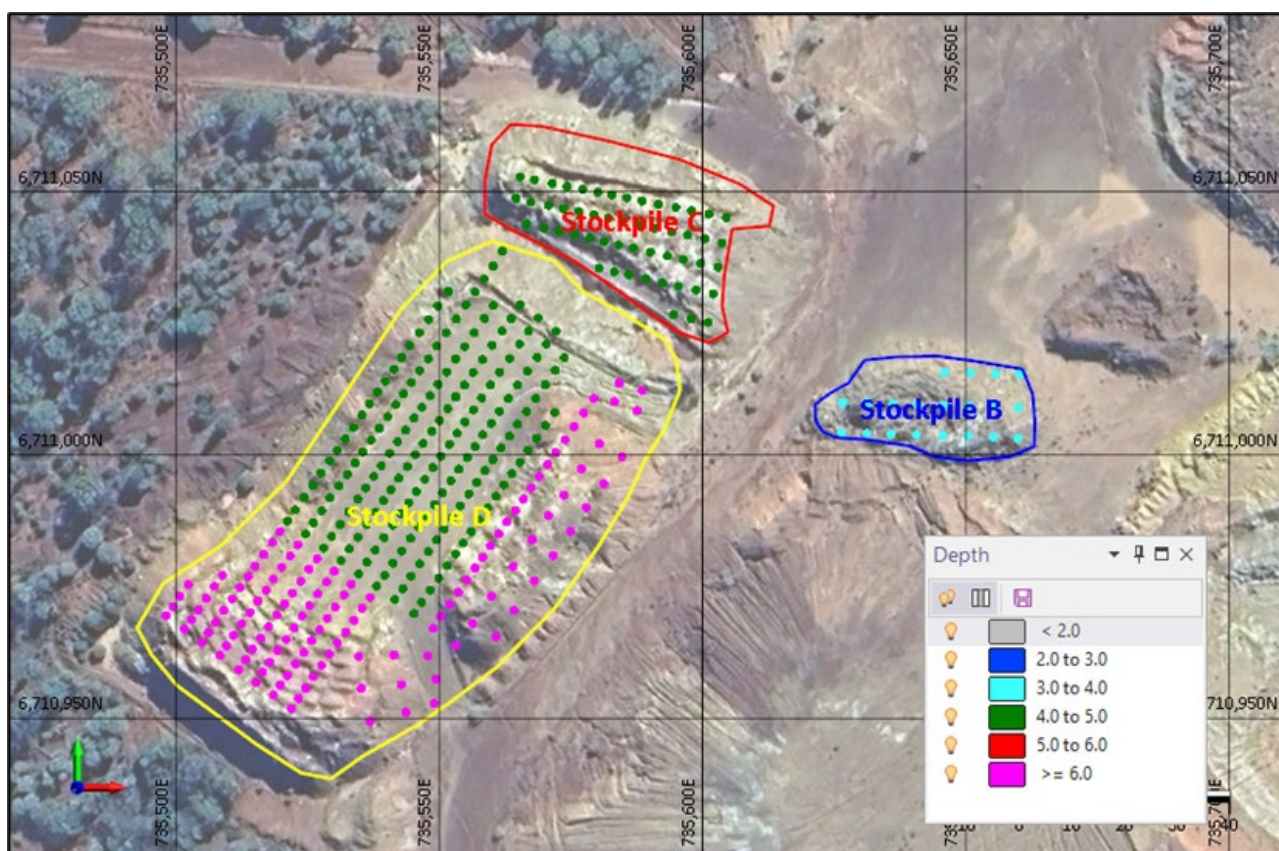 735,500E
735,550E
735,600E
735,650E
735,700E
6,711,050N
6,711,050N
Stockpile C
Stockpile B
6,711,000N
6,711,000N
Stockpile D
Depth
< 2.0
2.0 to 3.0
3.0 to 4.0
4.0 to 5.0
5.0 to 6.0
>= 6.0
6,710,950N
710,950N
735,500E
735,550E
735,600E